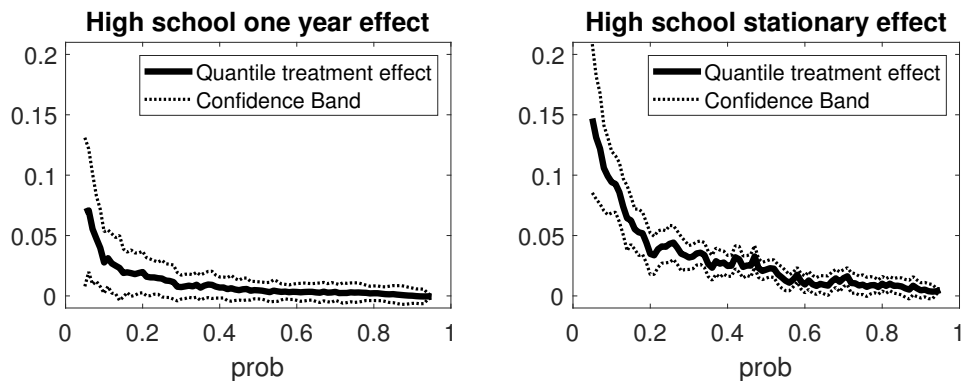 High school one year effect
0.2
0.15
0.1
0.05
0
Quantile treatment effect
Confidence Band
0 0.2 0.4 0.6 0.8 1
prob
High school stationary effect
0.2
0.15
0.1
0.05
0
Quantile treatment effect
Confidence Band
0 0.2 0.4 0.6 0.8 1
prob